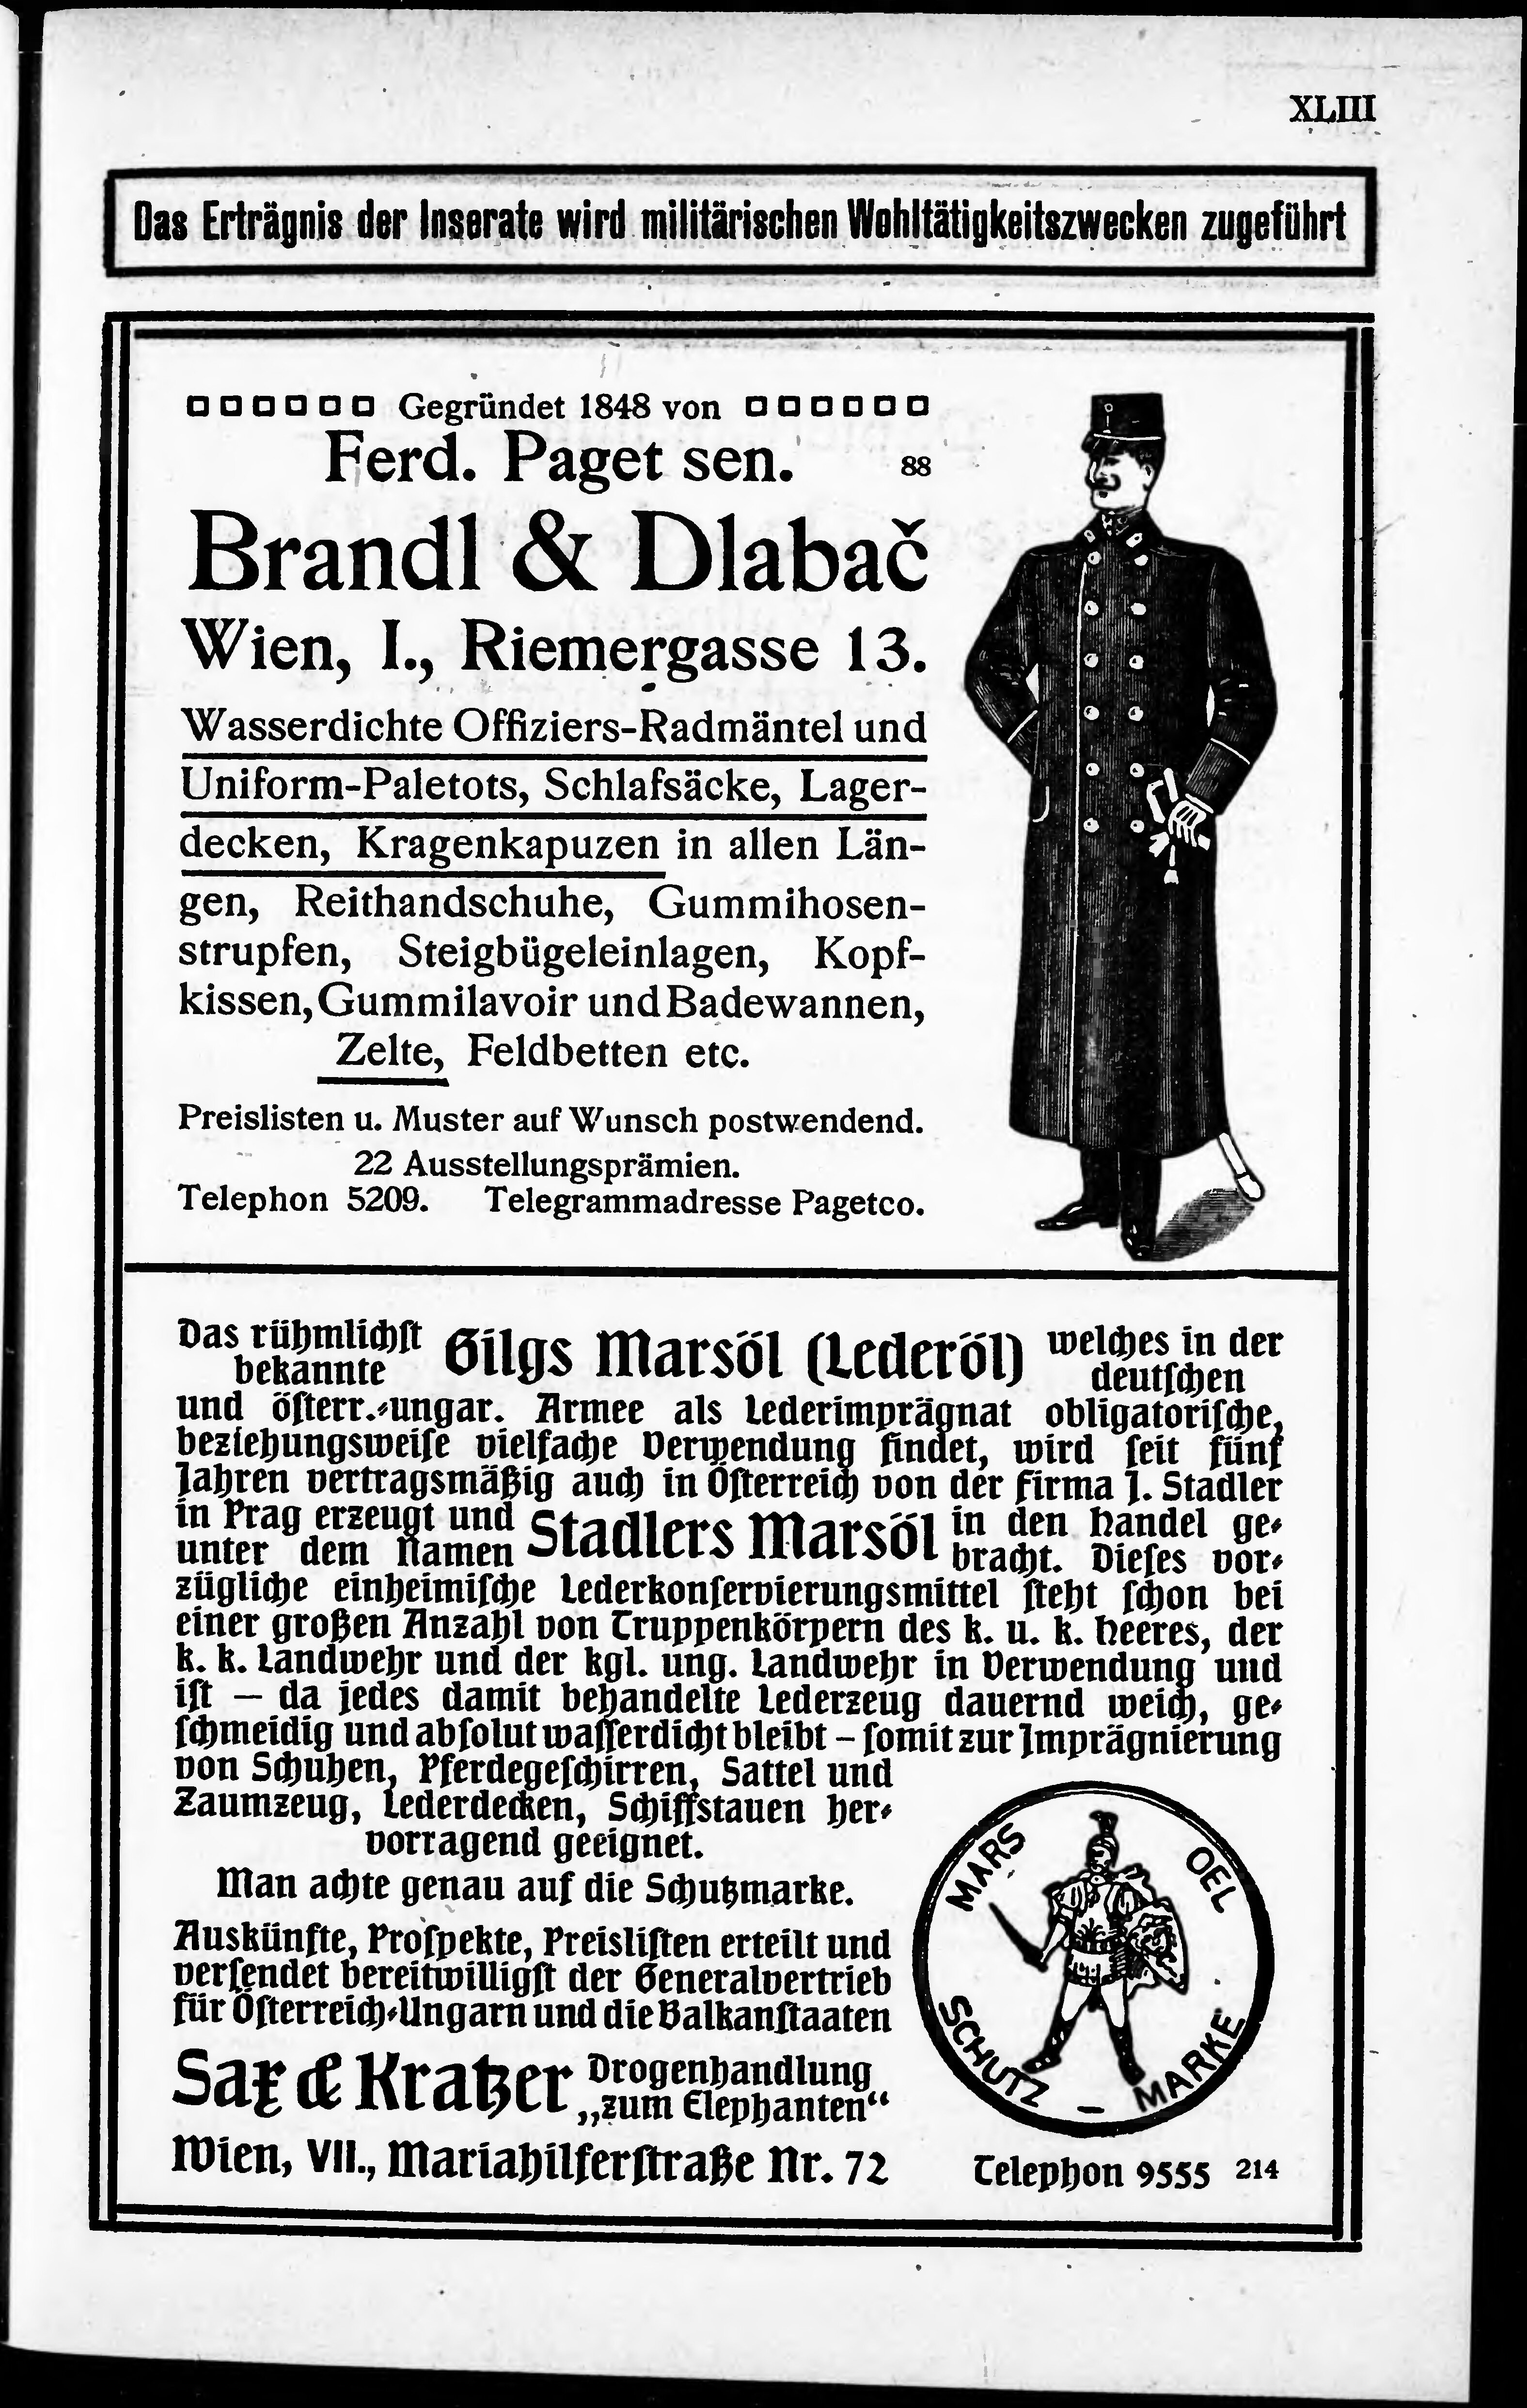 XLIII
Das Erträgnis der Inserate wird militärischen Wohltätigkeitszwecken zugeführt
Gegründet 1848 von
Ferd. Paget sen. 88
Brandl & Dlabač
Wien, I., Riemergasse 13.
Wasserdichte Offiziers-Radmäntel und
Uniform-Paletots, Schlafsäcke, Lager-
decken, Kragenkapuzen in allen Län-
gen, Reithandschuhe, Gummihosen-
strupfen, Steigbügeleinlagen, Kopf-
kissen, Gummilavoir und Badewannen,
Zelte, Feldbetten etc.
Preislisten u. Muster auf Wunsch postwendend.
22 Ausstellungsprämien.
Telephon 5209. Telegrammadresse Pagetco.
Das rühmlichſt bekannte Gilgs Marsöl (Lederöl) welches in der deutſchen
und öſterr.-ungar. Armee als Lederimprägnat obligatoriſche,
beziehungsweiſe vielfache Verwendung findet, wird ſeit fünf
Jahren vertragsmäßig auch in Öſterreich von der Firma J. Stadler
in Prag erzeugt und unter dem Namen Stadlers Marsöl in den Handel ge-
bracht. Dieſes vor-
zügliche einheimiſche Lederkonſervierungsmittel ſteht ſchon bei
einer großen Anzahl von Truppenkörpern des k. u. k. Heeres, der
k. k. Landwehr und der kgl. ung. Landwehr in Verwendung und
iſt — da jedes damit behandelte Lederzeug dauernd weich, ge-
ſchmeidig und abſolut waſſerdicht bleibt – ſomit zur Imprägnierung
von Schuhen, Pferdegeſchirren, Sattel und
Zaumzeug, Lederdecken, Schiffstauen her-
vorragend geeignet.
Man achte genau auf die Schutzmarke.
Auskünfte, Proſpekte, Preisliſten erteilt und
verſendet bereitwilligſt der Generalvertrieb
für Öſterreich-Ungarn und die Balkanſtaaten
Sax & Kratzer Drogenhandlung
„zum Elephanten“
Wien, VII., Mariahilferſtraße Nr. 72
MARS OEL
SCHUTZ – MARKE
Telephon 9555 214